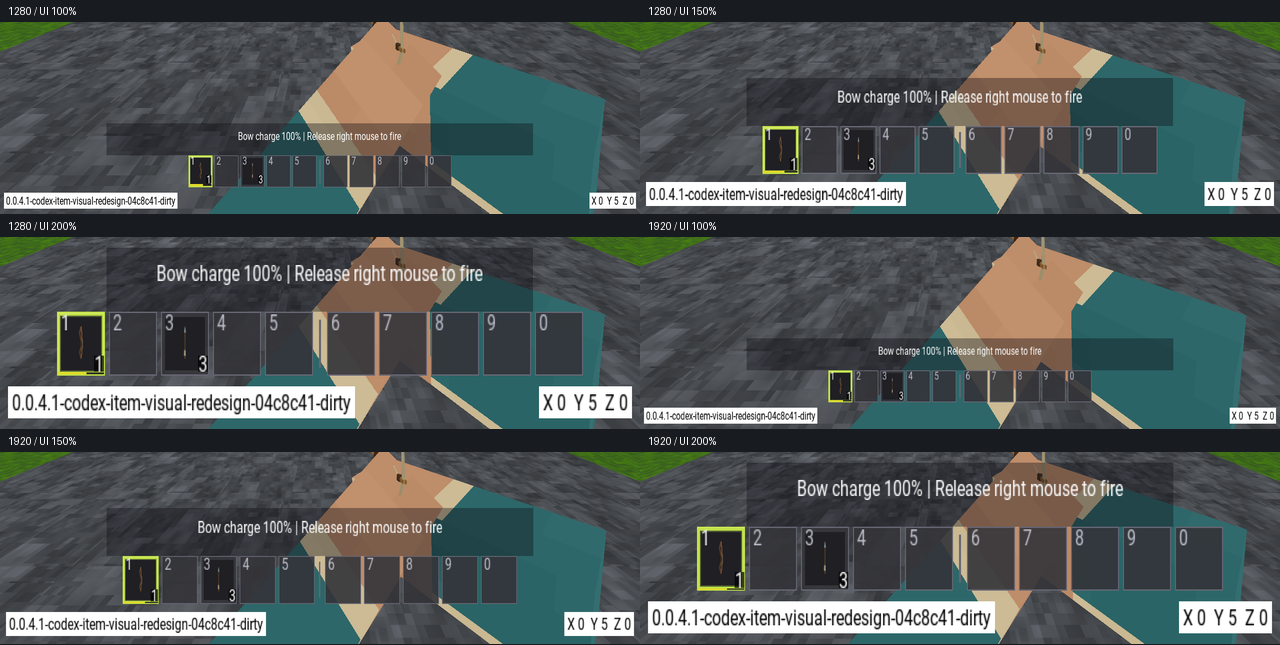 1280 / UI 100%
Bow charge 100% | Release right mouse to fire
1 2 3 4 5 6 7 8 9 0
1 3
0.0.4.1-codex-item-visual-redesign-04c8c41-dirty
X 0 Y 5 Z 0
1280 / UI 150%
Bow charge 100% | Release right mouse to fire
1 2 3 4 5 6 7 8 9 0
1 3
0.0.4.1-codex-item-visual-redesign-04c8c41-dirty
X 0 Y 5 Z 0
1280 / UI 200%
Bow charge 100% | Release right mouse to fire
1 2 3 4 5 6 7 8 9 0
1 3
0.0.4.1-codex-item-visual-redesign-04c8c41-dirty
X 0 Y 5 Z 0
1920 / UI 100%
Bow charge 100% | Release right mouse to fire
1 2 3 4 5 6 7 8 9 0
1 3
0.0.4.1-codex-item-visual-redesign-04c8c41-dirty
X 0 Y 5 Z 0
1920 / UI 150%
Bow charge 100% | Release right mouse to fire
1 2 3 4 5 6 7 8 9 0
1 3
0.0.4.1-codex-item-visual-redesign-04c8c41-dirty
X 0 Y 5 Z 0
1920 / UI 200%
Bow charge 100% | Release right mouse to fire
1 2 3 4 5 6 7 8 9 0
1 3
0.0.4.1-codex-item-visual-redesign-04c8c41-dirty
X 0 Y 5 Z 0